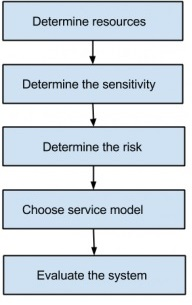 Determine resources
Determine the sensitivity
Determine the risk
Choose service model
Evaluate the system